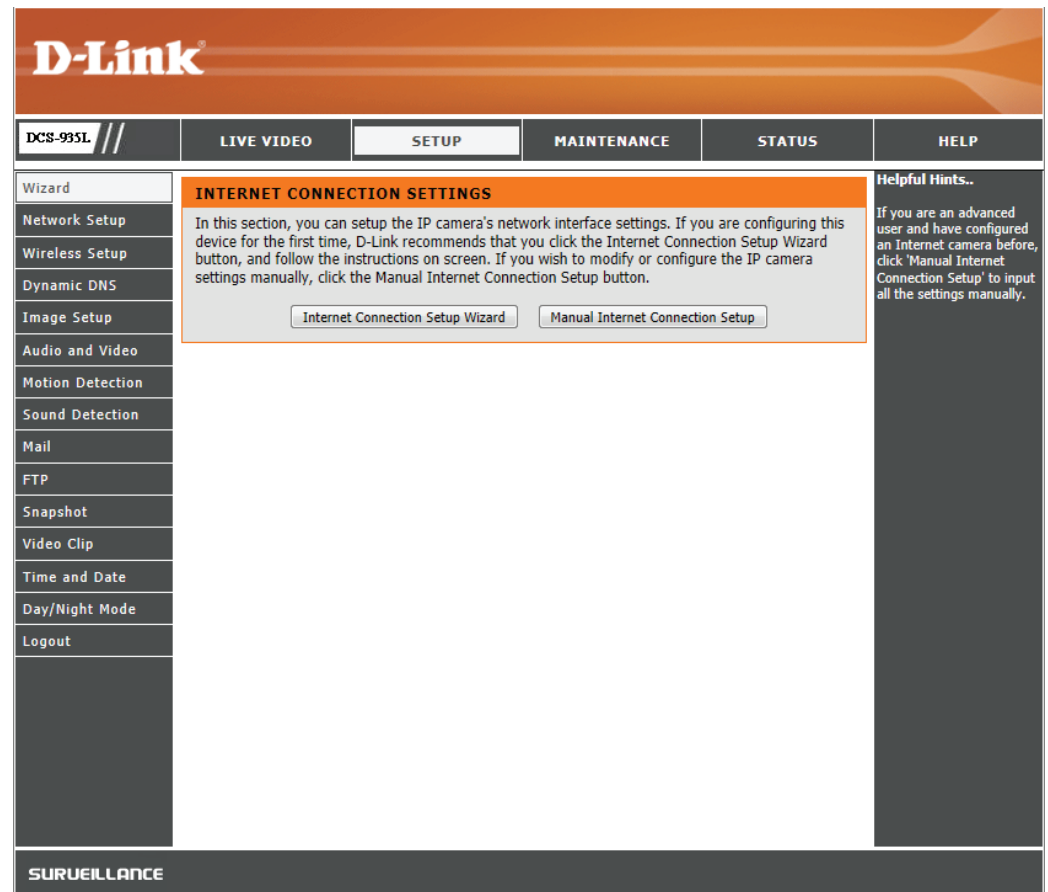 D-Link®
DCS-935L
LIVE VIDEO
SETUP
MAINTENANCE
STATUS
HELP
Wizard
Network Setup
Wireless Setup
Dynamic DNS
Image Setup
Audio and Video
Motion Detection
Sound Detection
Mail
FTP
Snapshot
Video Clip
Time and Date
Day/Night Mode
Logout
INTERNET CONNECTION SETTINGS
In this section, you can setup the IP camera's network interface settings. If you are configuring this
device for the first time, D-Link recommends that you click the Internet Connection Setup Wizard
button, and follow the instructions on screen. If you wish to modify or configure the IP camera
settings manually, click the Manual Internet Connection Setup button.
Internet Connection Setup Wizard
Manual Internet Connection Setup
Helpful Hints..
If you are an advanced
user and have configured
an Internet camera before,
click 'Manual Internet
Connection Setup' to input
all the settings manually.
SURVEILLANCE